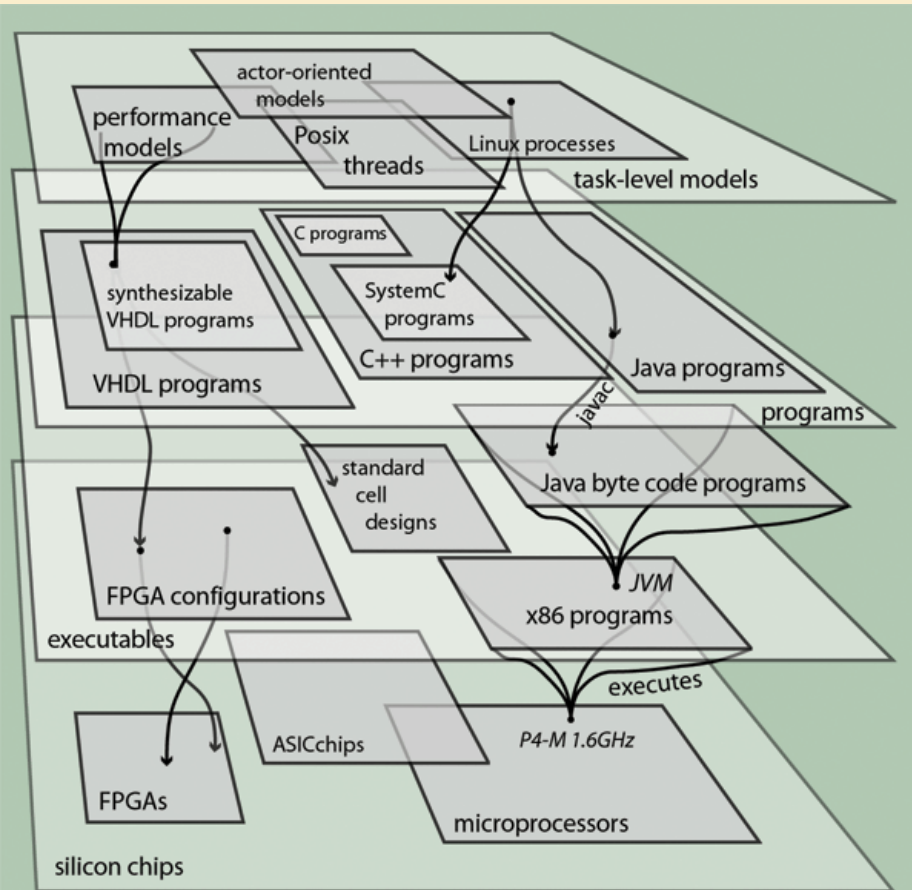 actor-oriented
models
performance
models
Posix
threads
Linux processes
task-level models
C programs
synthesizable
VHDL programs
SystemC
programs
C++ programs
VHDL programs
Java programs
programs
javac
standard
cell
designs
Java byte code programs
FPGA configurations
JVM
x86 programs
executables
executes
ASICchips
P4-M 1.6GHz
FPGAs
microprocessors
silicon chips